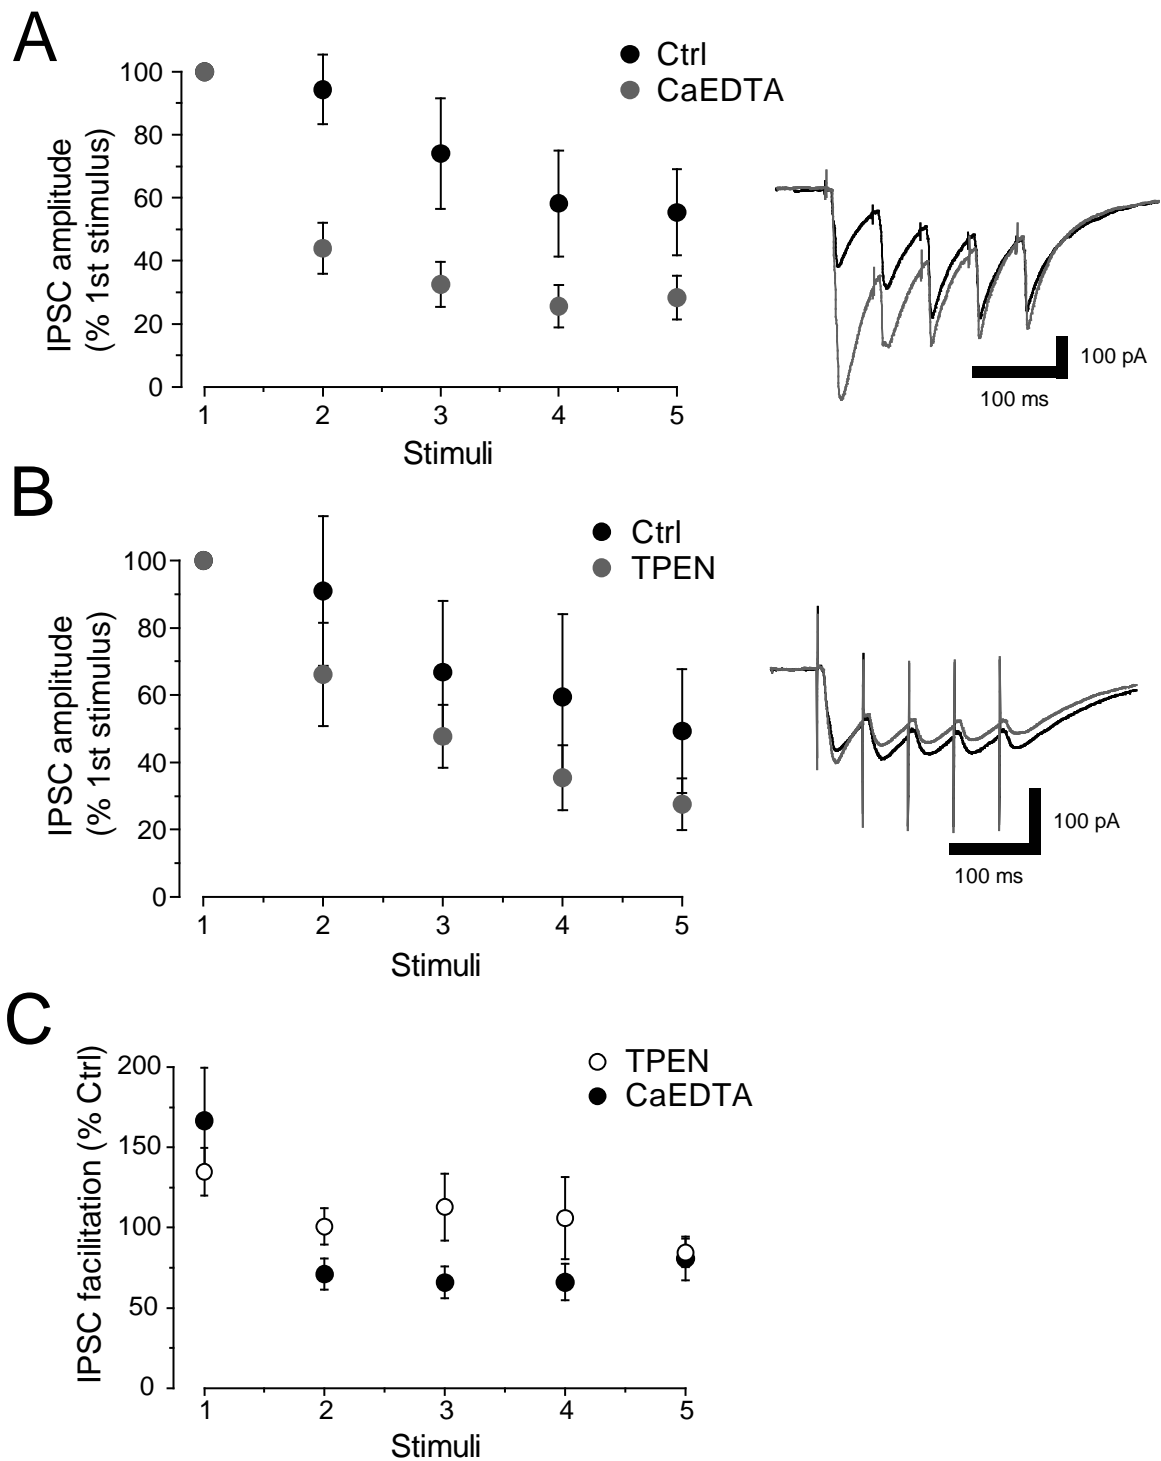 A
Ctrl
CaEDTA
IPSC amplitude
(% 1st stimulus)
100
80
60
40
20
0
1 2 3 4 5
Stimuli
100 pA
100 ms
B
Ctrl
TPEN
IPSC amplitude
(% 1st stimulus)
100
80
60
40
20
0
1 2 3 4 5
Stimuli
100 pA
100 ms
C
TPEN
CaEDTA
IPSC facilitation (% Ctrl)
200
150
100
50
0
1 2 3 4 5
Stimuli